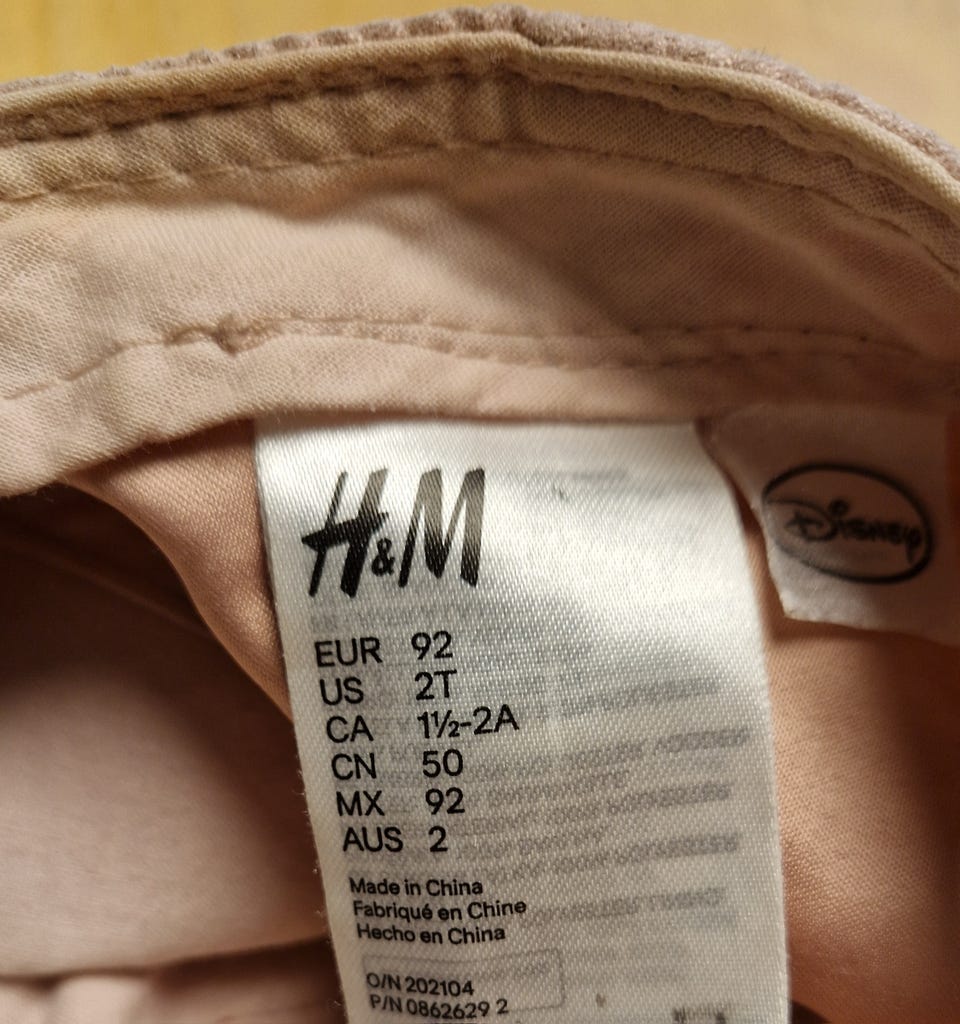 H&M
Disney
EUR 92
US 2T
CA 1½-2A
CN 50
MX 92
AUS 2
Made in China
Fabriqué en Chine
Hecho en China
O/N 202104
P/N 0862629 2